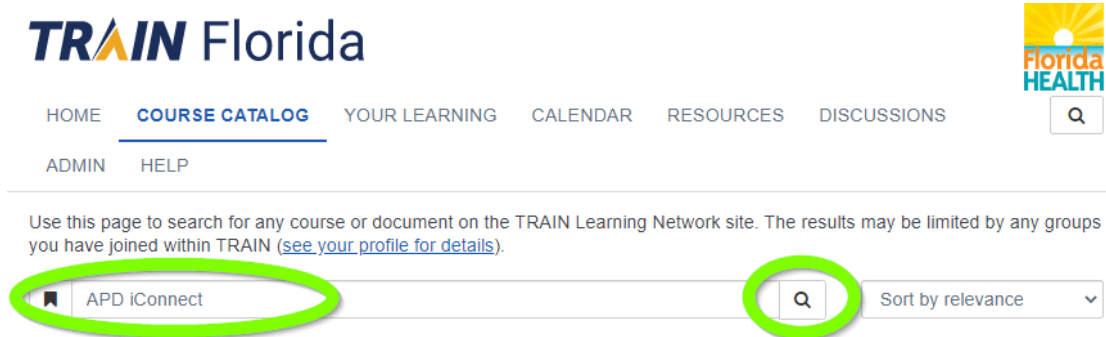 TRAIN Florida
Florida
HEALTH
HOME COURSE CATALOG YOUR LEARNING CALENDAR RESOURCES DISCUSSIONS
ADMIN HELP
Use this page to search for any course or document on the TRAIN Learning Network site. The results may be limited by any groups
you have joined within TRAIN (see your profile for details).
APD iConnect Sort by relevance